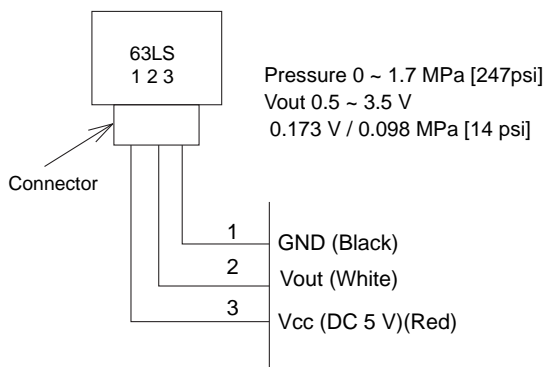 63LS
1 2 3
Pressure 0 ~ 1.7 MPa [247psi]
Vout 0.5 ~ 3.5 V
0.173 V / 0.098 MPa [14 psi]
Connector
1
GND (Black)
2
Vout (White)
3
Vcc (DC 5 V)(Red)